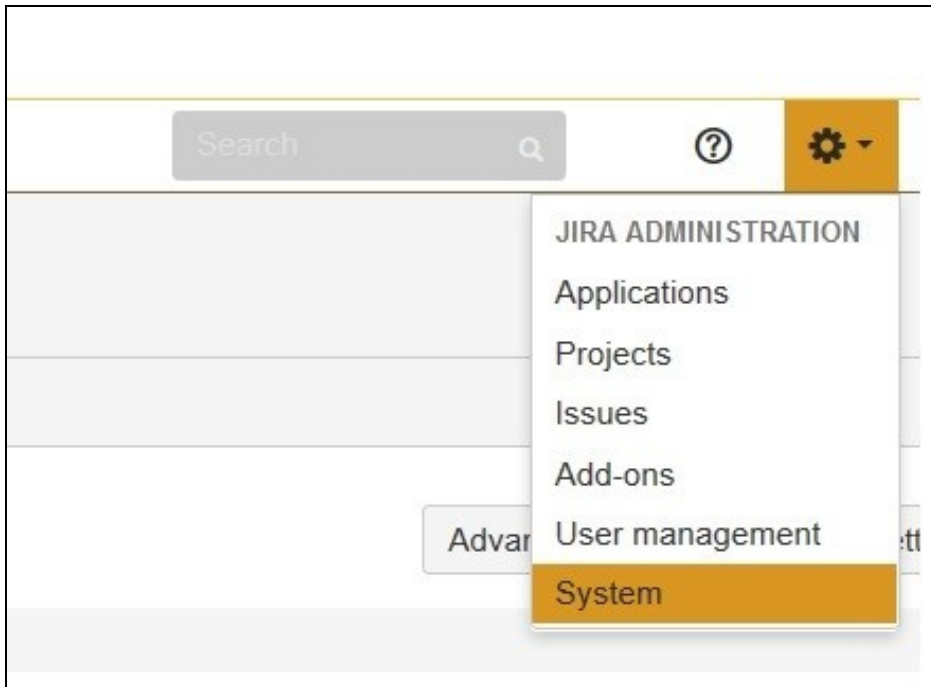 Search
JIRA ADMINISTRATION
Applications
Projects
Issues
Add-ons
User management
System